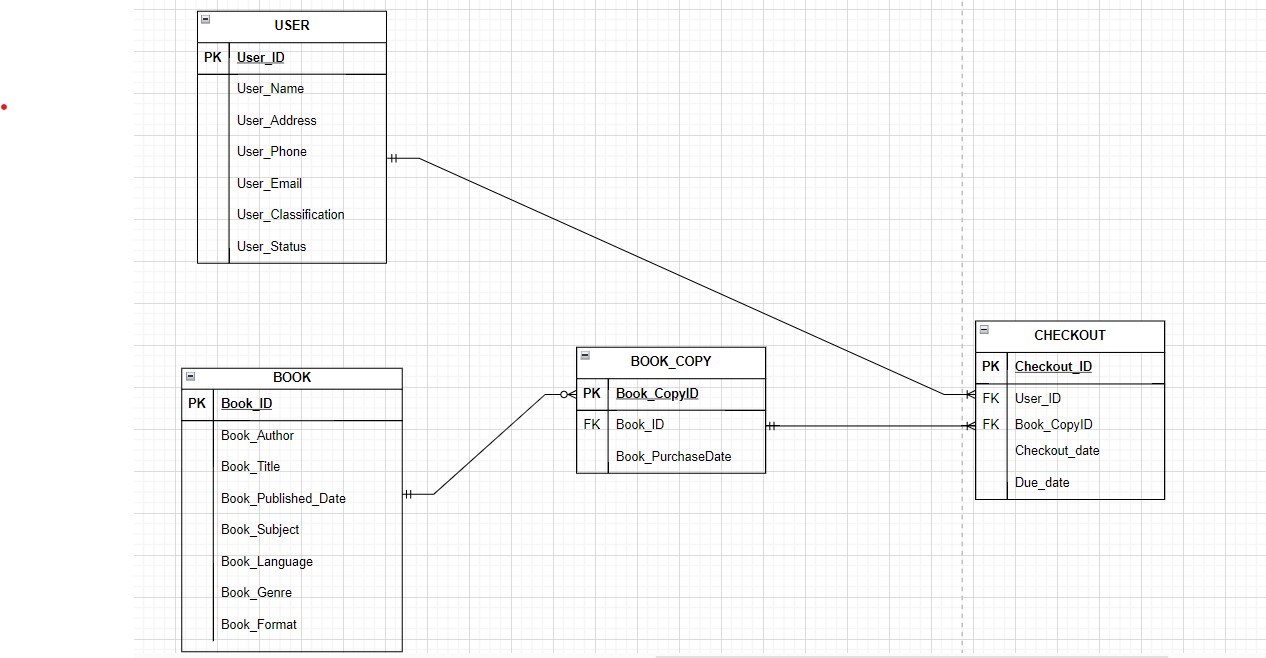 USER
PK User_ID
User_Name
User_Address
User_Phone
User_Email
User_Classification
User_Status
BOOK
PK Book_ID
Book_Author
Book_Title
Book_Published_Date
Book_Subject
Book_Language
Book_Genre
Book_Format
BOOK_COPY
PK Book_CopyID
FK Book_ID
Book_PurchaseDate
CHECKOUT
PK Checkout_ID
FK User_ID
FK Book_CopyID
Checkout_date
Due_date